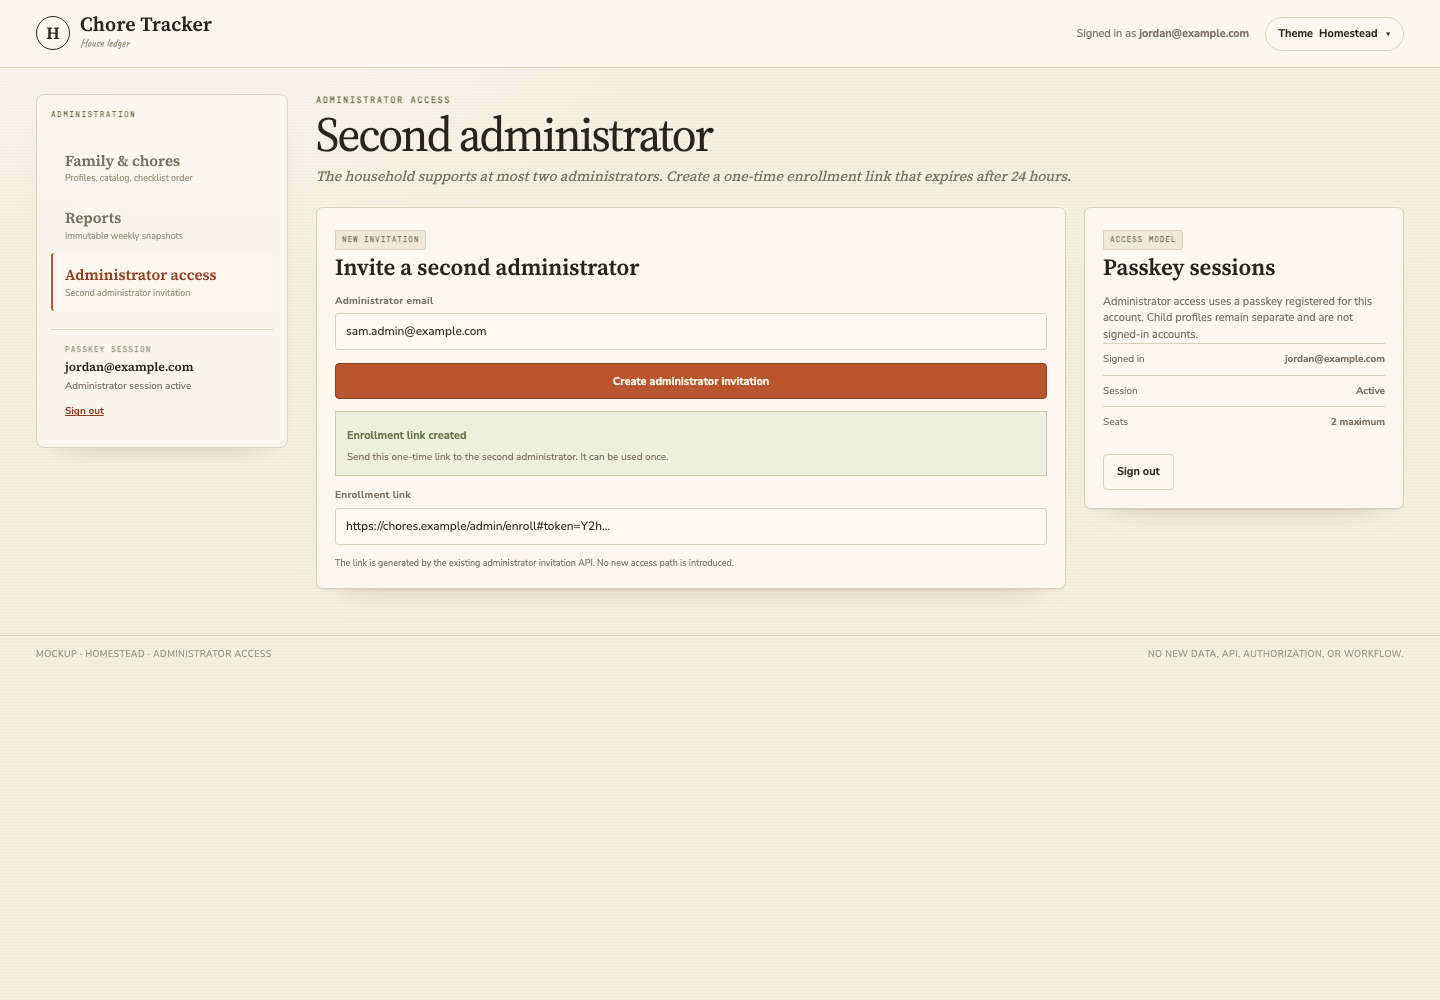 H
Chore Tracker
House ledger
Signed in as jordan@example.com
Theme Homestead ▾
ADMINISTRATION
Family & chores
Profiles, catalog, checklist order
Reports
Immutable weekly snapshots
Administrator access
Second administrator invitation
PASSKEY SESSION
jordan@example.com
Administrator session active
Sign out
ADMINISTRATOR ACCESS
Second administrator
The household supports at most two administrators. Create a one-time enrollment link that expires after 24 hours.
NEW INVITATION
Invite a second administrator
Administrator email
sam.admin@example.com
Create administrator invitation
Enrollment link created
Send this one-time link to the second administrator. It can be used once.
Enrollment link
https://chores.example/admin/enroll#token=Y2h...
The link is generated by the existing administrator invitation API. No new access path is introduced.
ACCESS MODEL
Passkey sessions
Administrator access uses a passkey registered for this
account. Child profiles remain separate and are not
signed-in accounts.
Signed in jordan@example.com
Session Active
Seats 2 maximum
Sign out
MOCKUP · HOMESTEAD · ADMINISTRATOR ACCESS
NO NEW DATA, API, AUTHORIZATION, OR WORKFLOW.